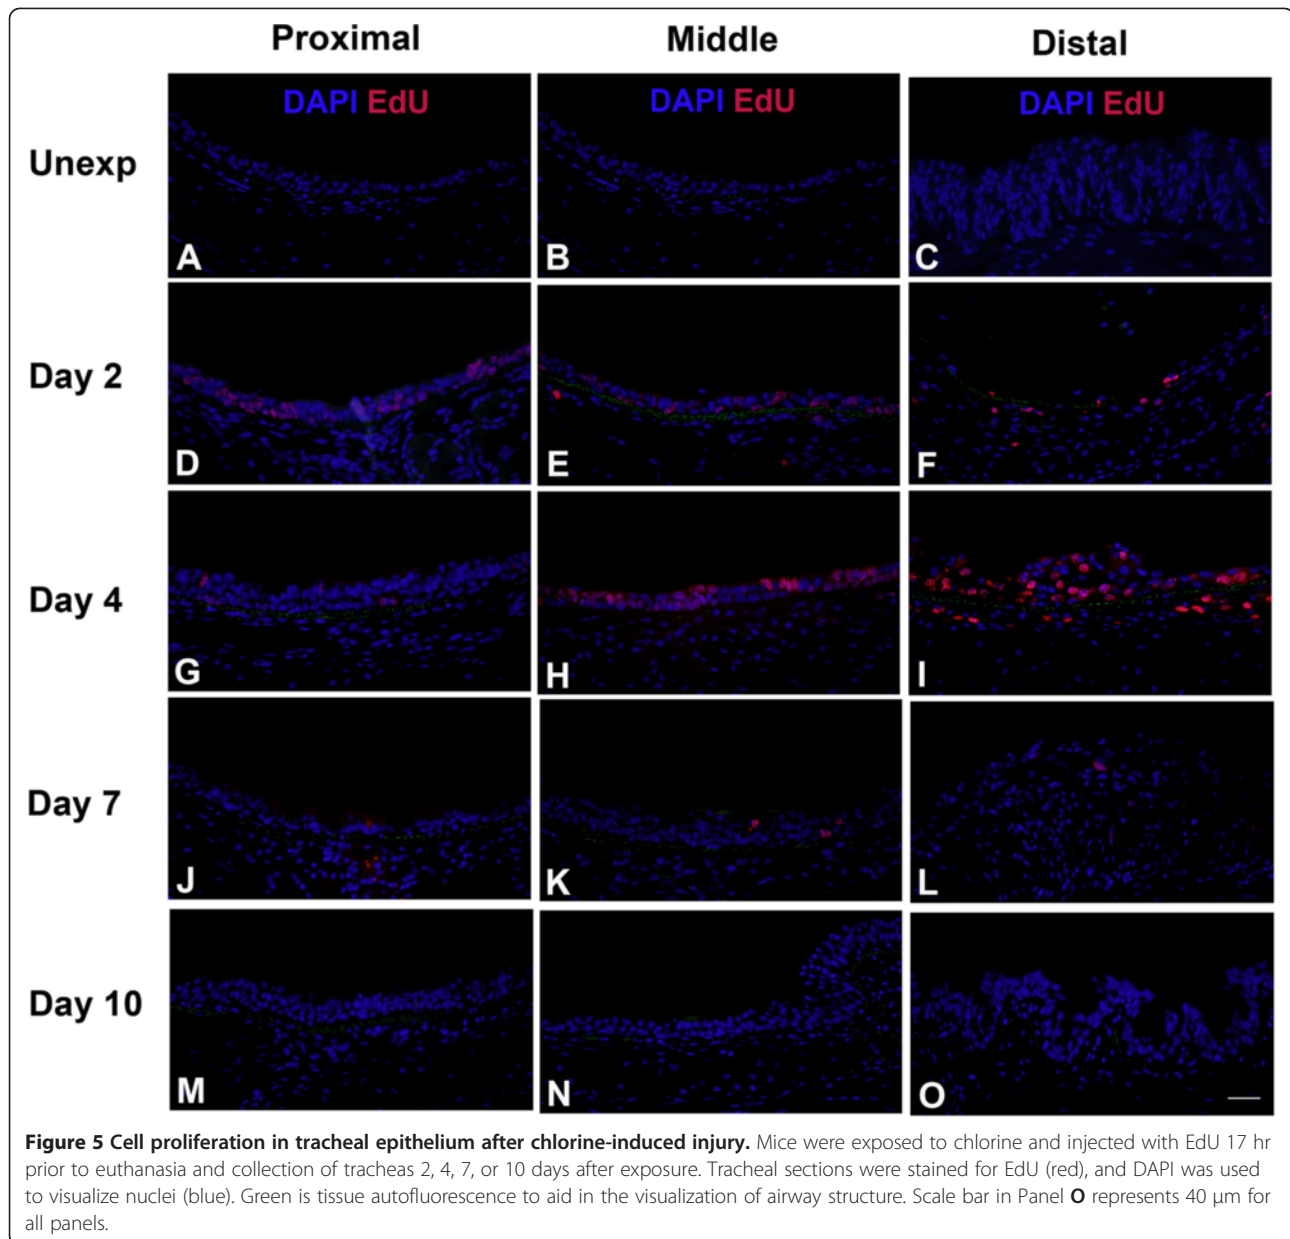 Proximal Middle Distal
Unexp
DAPI EdU DAPI EdU DAPI EdU
A B C
Day 2
D E F
Day 4
G H I
Day 7
J K L
Day 10
M N O
Figure 5 Cell proliferation in tracheal epithelium after chlorine-induced injury. Mice were exposed to chlorine and injected with EdU 17 hr
prior to euthanasia and collection of tracheas 2, 4, 7, or 10 days after exposure. Tracheal sections were stained for EdU (red), and DAPI was used
to visualize nuclei (blue). Green is tissue autofluorescence to aid in the visualization of airway structure. Scale bar in Panel O represents 40 μm for
all panels.